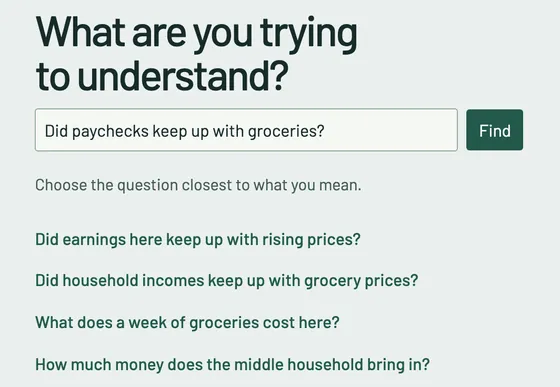 What are you trying
to understand?
Did paychecks keep up with groceries?
Find
Choose the question closest to what you mean.
Did earnings here keep up with rising prices?
Did household incomes keep up with grocery prices?
What does a week of groceries cost here?
How much money does the middle household bring in?